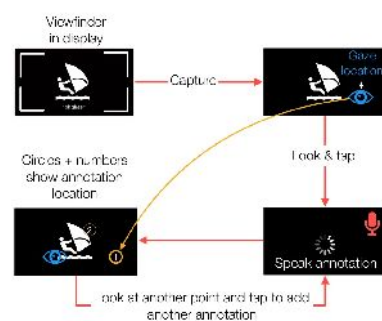 Viewfinder
in display
Capture
Gaze
location
Look & tap
Circles + numbers
show annotation
location
Speak annotation
look at another point and tap to add
another annotation